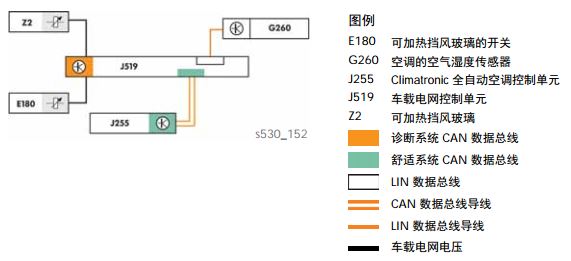 Z2
G260
J519
E180
J255
s530_152
图例
E180 可加热挡风玻璃的开关
G260 空调的空气湿度传感器
J255 Climatronic 全自动空调控制单元
J519 车载电网控制单元
Z2 可加热挡风玻璃
诊断系统 CAN 数据总线
舒适系统 CAN 数据总线
LIN 数据总线
CAN 数据总线导线
LIN 数据总线导线
车载电网电压